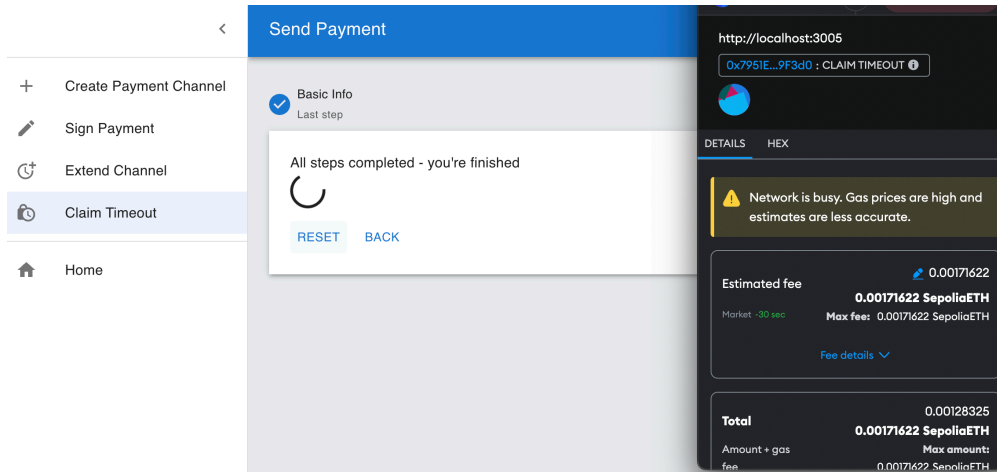 Send Payment
Create Payment Channel
Sign Payment
Extend Channel
Claim Timeout
Home
Basic Info
Last step
All steps completed - you're finished
RESET BACK
http://localhost:3005
0x7951E...9F3d0 : CLAIM TIMEOUT
DETAILS HEX
Network is busy. Gas prices are high and
estimates are less accurate.
0.00171622
Estimated fee
0.00171622 SepoliaETH
Market -30 sec
Max fee: 0.00171622 SepoliaETH
Fee details
0.00128325
Total
0.00171622 SepoliaETH
Amount + gas
Max amount:
fee
0.00171622 SepoliaETH